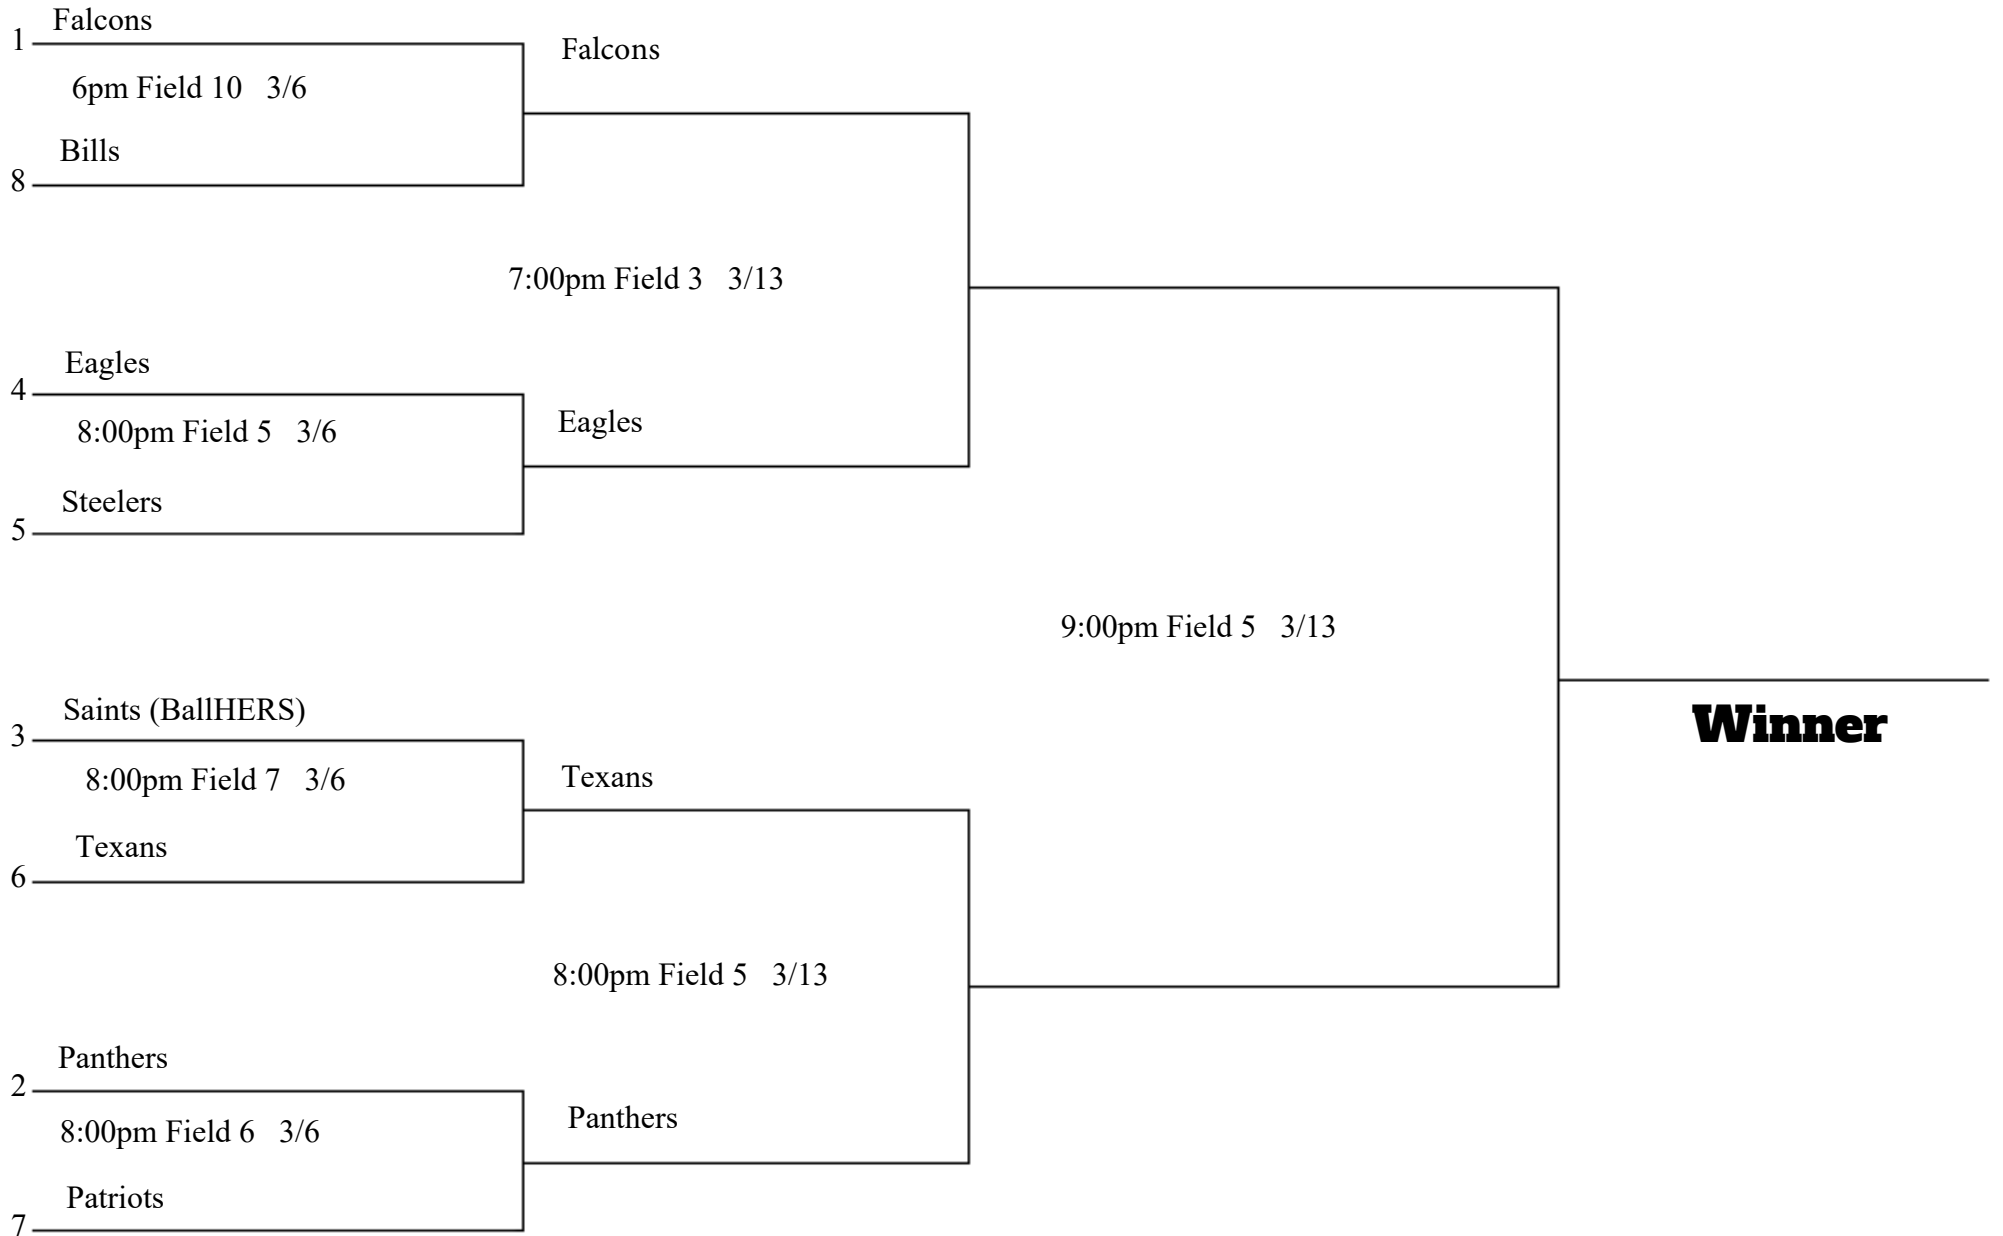 Falcons
1
6pm Field 10 3/6
Bills
8
Falcons
7:00pm Field 3 3/13
Eagles
4
8:00pm Field 5 3/6
Steelers
5
Eagles
9:00pm Field 5 3/13
Winner
Saints (BallHERS)
3
8:00pm Field 7 3/6
Texans
6
Texans
8:00pm Field 5 3/13
Panthers
2
8:00pm Field 6 3/6
Patriots
7
Panthers